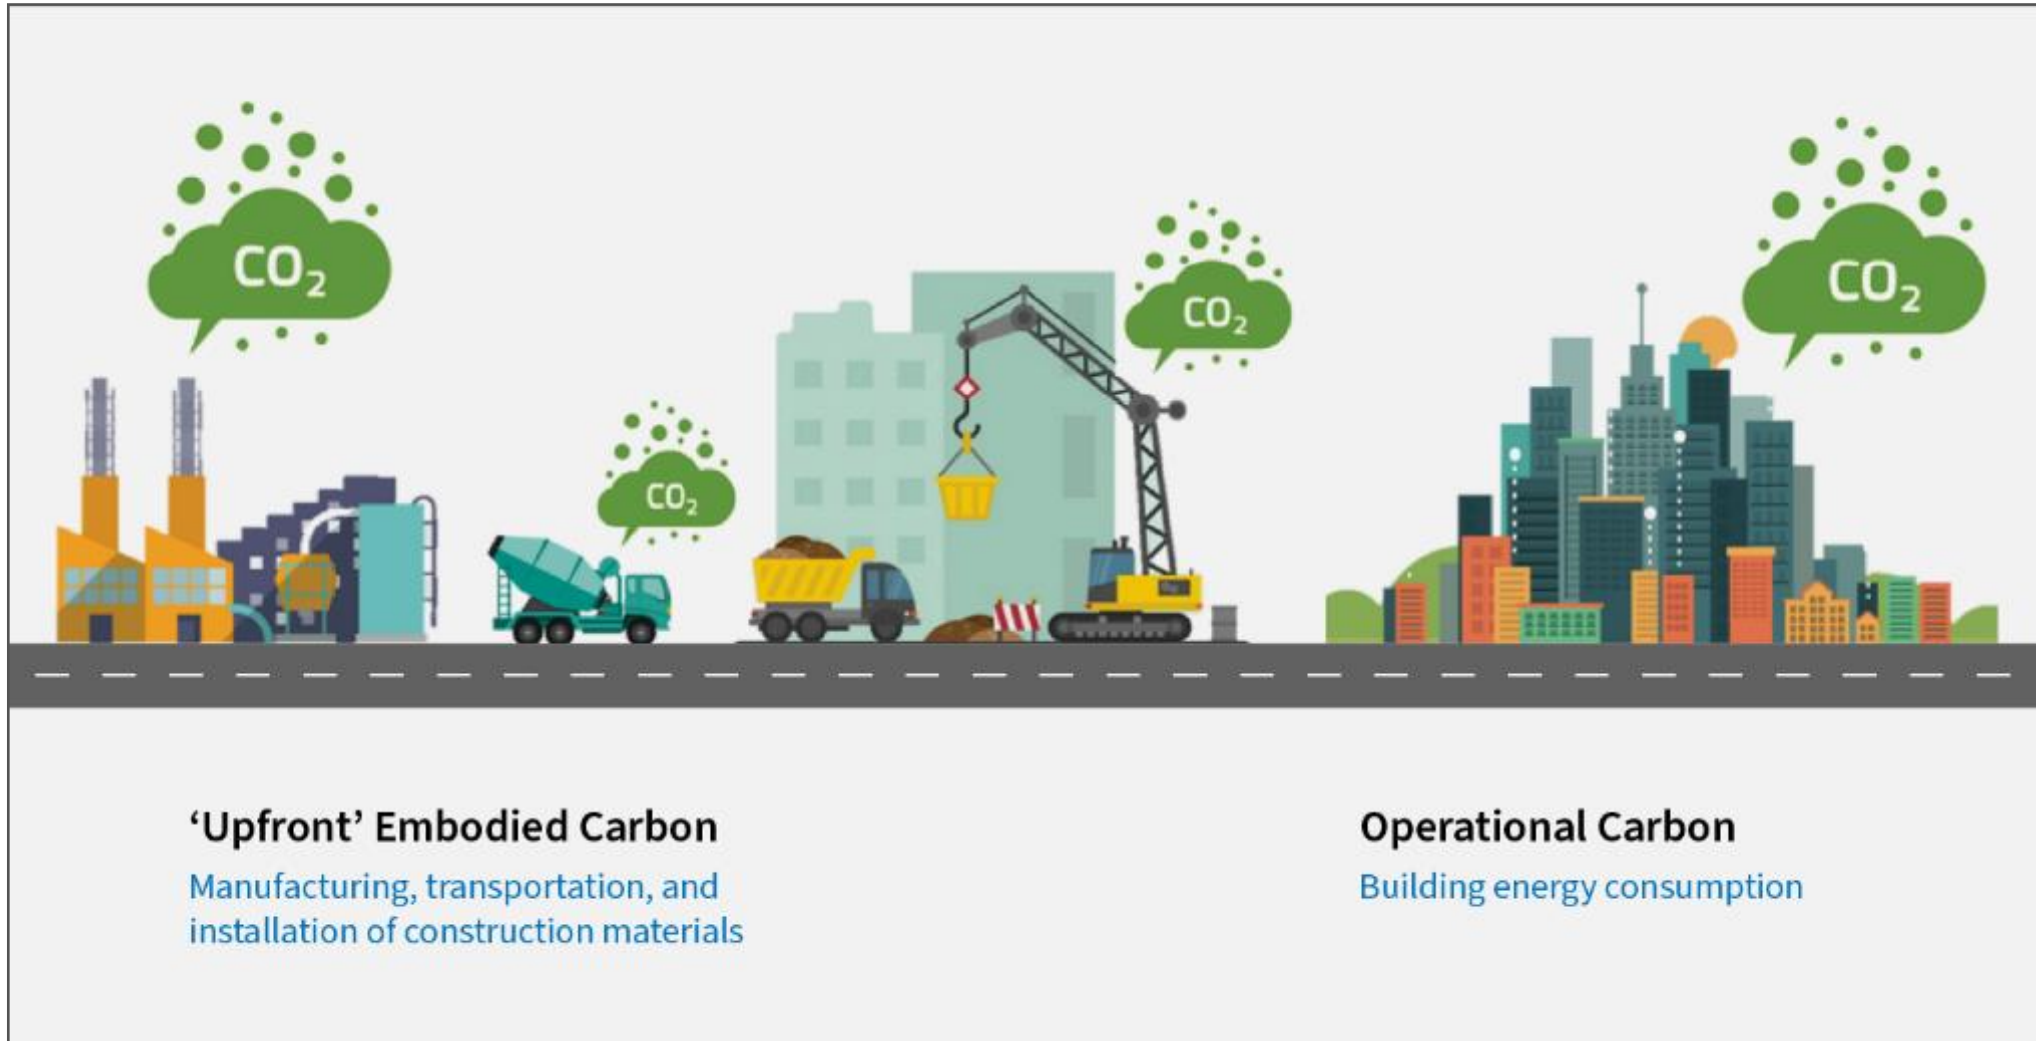 CO₂
CO₂
CO₂
CO₂
‘Upfront’ Embodied Carbon
Manufacturing, transportation, and
installation of construction materials
Operational Carbon
Building energy consumption